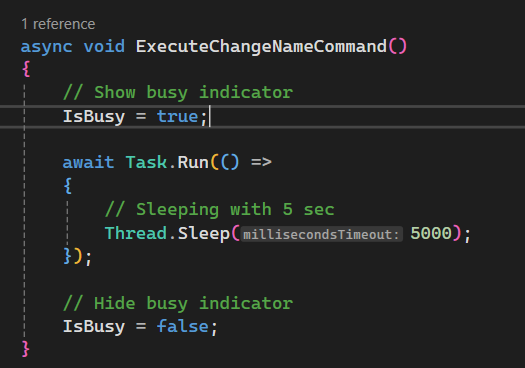 1 reference
async void ExecuteChangeNameCommand()
{
    // Show busy indicator
    IsBusy = true;
    await Task.Run(() =>
    {
        // Sleeping with 5 sec
        Thread.Sleep(millisecondsTimeout: 5000);
    });
    // Hide busy indicator
    IsBusy = false;
}